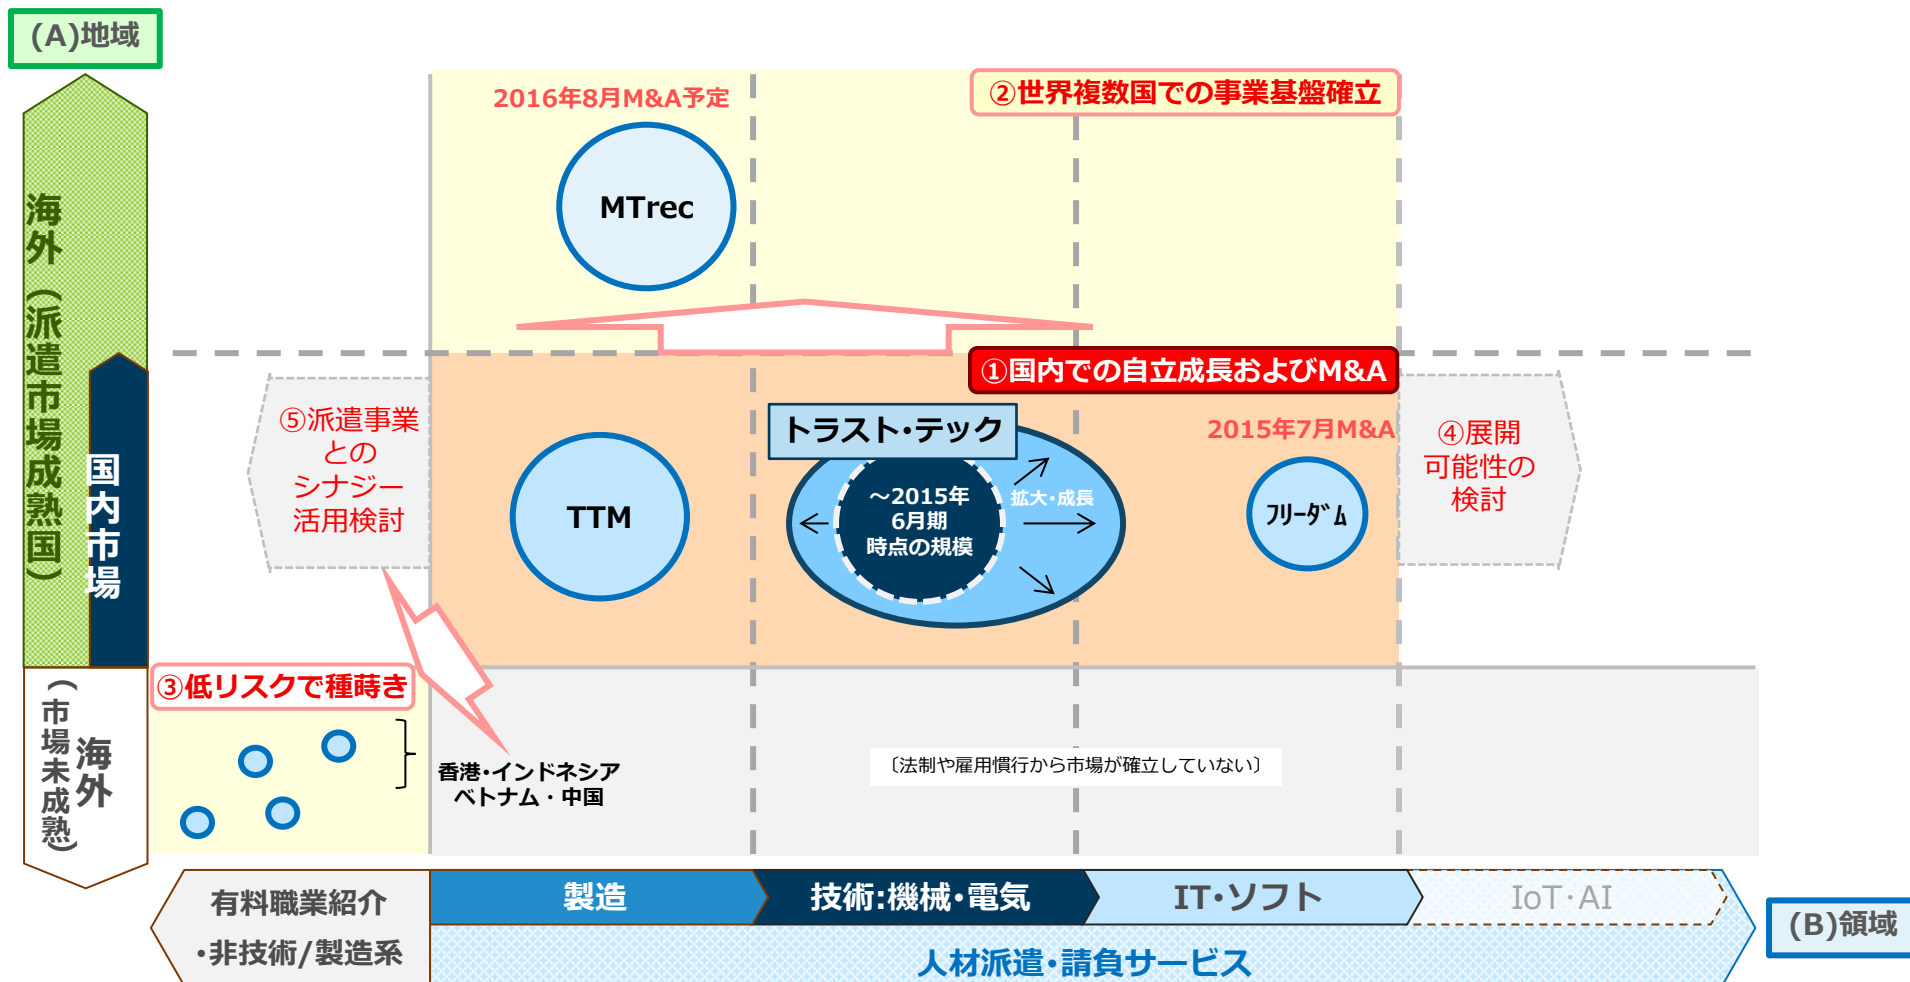 (A)地域
2016年8月M&A予定
②世界複数国での事業基盤確立
MTrec
海外（派遣市場成熟国）
国内市場
①国内での自立成長およびM&A
⑤派遣事業
との
シナジー
活用検討
トラスト・テック
2015年7月M&A
④展開
可能性の
検討
TTM
～2015年
6月期
時点の規模
拡大・成長
ﾌﾘｰﾀﾞﾑ
③低リスクで種蒔き
海外
（市場未成熟）
香港・インドネシア
ベトナム・中国
〔法制や雇用慣行から市場が確立していない〕
有料職業紹介
・非技術/製造系
製造
技術:機械・電気
IT・ソフト
IoT・AI
人材派遣・請負サービス
(B)領域